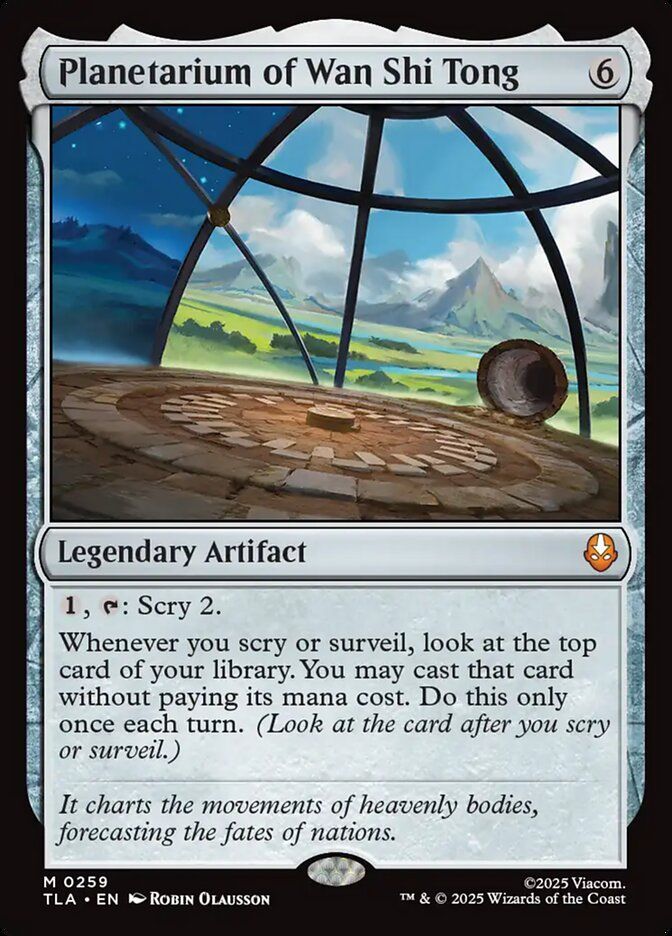 Planetarium of Wan Shi Tong 6
Legendary Artifact
1, : Scry 2.
Whenever you scry or surveil, look at the top
card of your library. You may cast that card
without paying its mana cost. Do this only
once each turn. (Look at the card after you scry
or surveil.)
It charts the movements of heavenly bodies,
forecasting the fates of nations.
M 0259
TLA • EN Robin Olausson
©2025 Viacom.
™ & © 2025 Wizards of the Coast